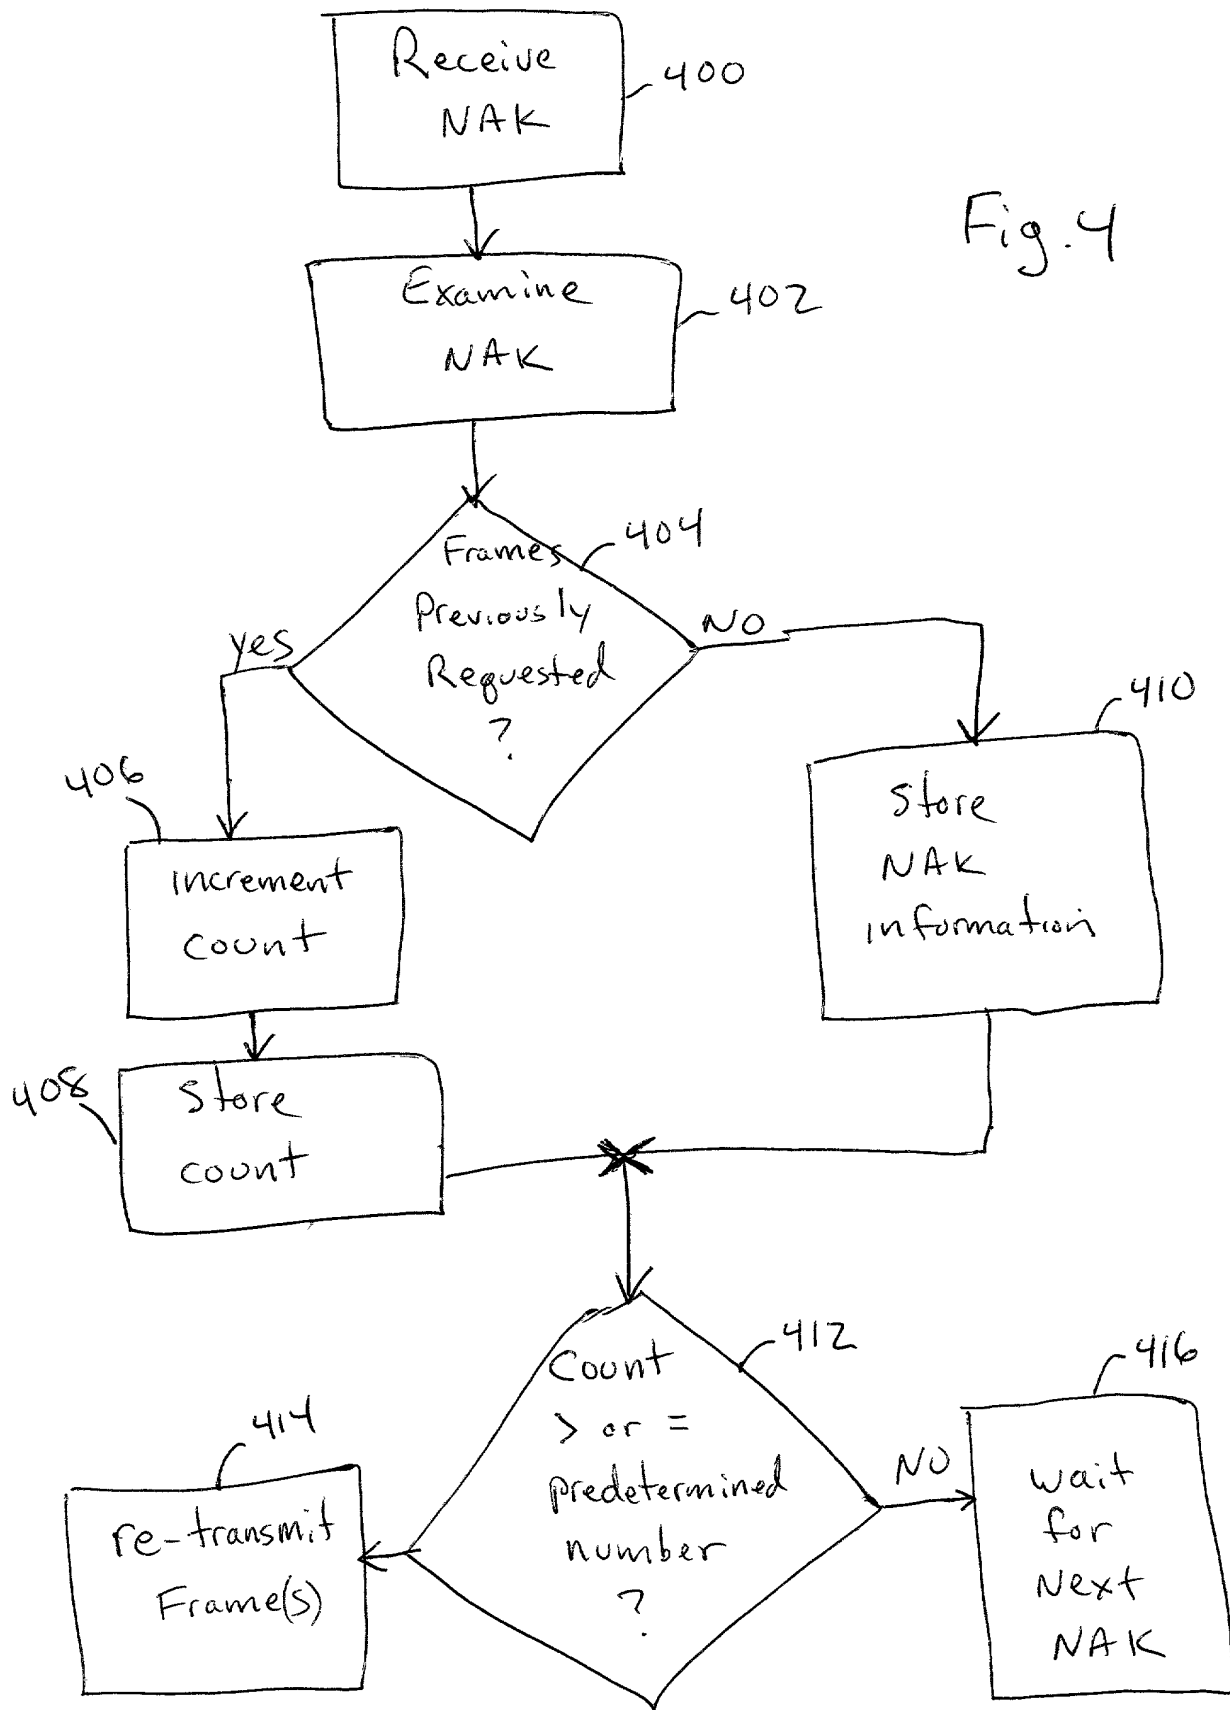 Receive
NAK
400
Fig. 4
Examine
NAK
402
Frames
Previously
Requested
?
404
yes
NO
406
increment
count
410
Store
NAK
information
408
Store
count
Count
> or =
predetermined
number
?
412
NO
414
re-transmit
Frame(s)
416
wait
for
Next
NAK